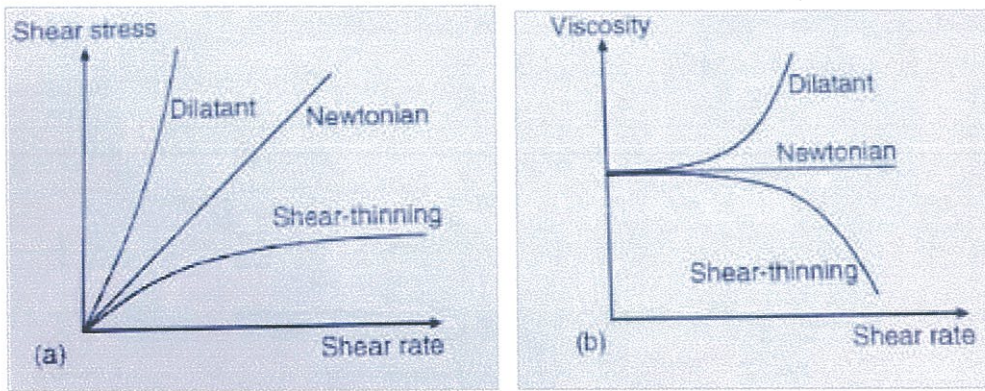 Shear stress
Dilatant
Newtonian
Shear-thinning
(a)
Shear rate
Viscosity
Dilatant
Newtonian
Shear-thinning
(b)
Shear rate